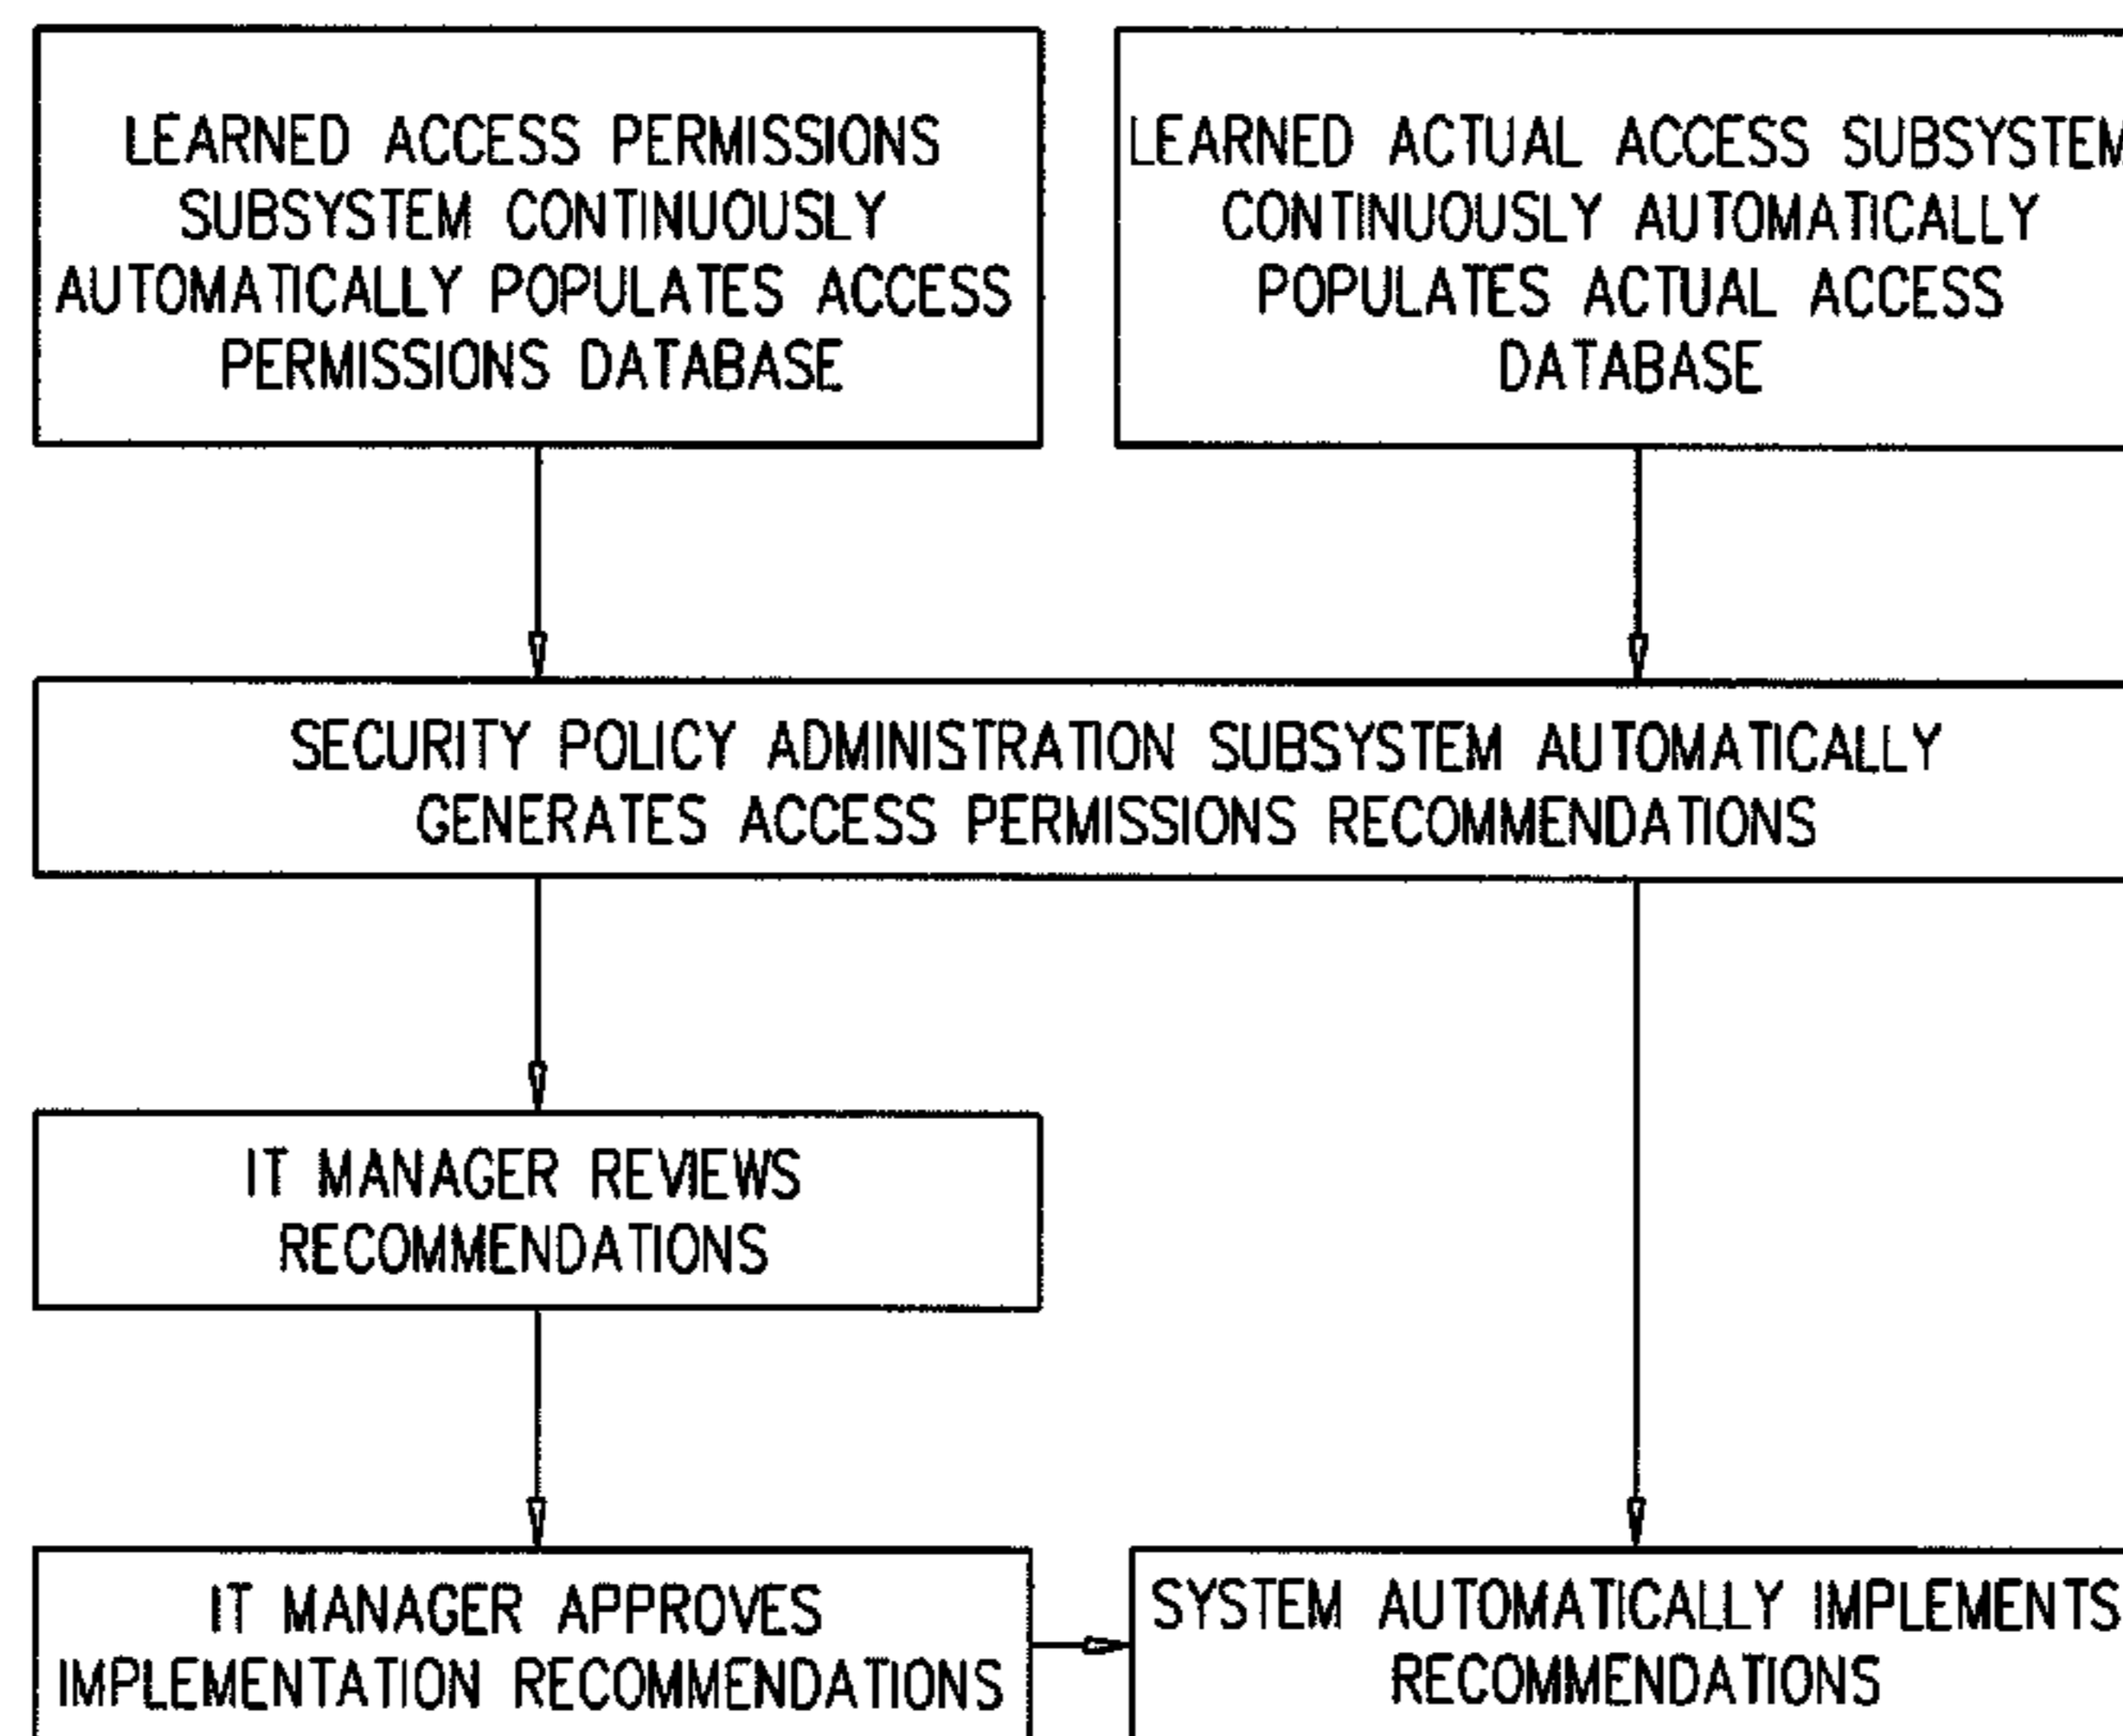 LEARNED ACCESS PERMISSIONS
SUBSYSTEM CONTINUOUSLY
AUTOMATICALLY POPULATES ACCESS
PERMISSIONS DATABASE
LEARNED ACTUAL ACCESS SUBSYSTEM
CONTINUOUSLY AUTOMATICALLY
POPULATES ACTUAL ACCESS
DATABASE
SECURITY POLICY ADMINISTRATION SUBSYSTEM AUTOMATICALLY
GENERATES ACCESS PERMISSIONS RECOMMENDATIONS
IT MANAGER REVIEWS
RECOMMENDATIONS
IT MANAGER APPROVES
IMPLEMENTATION RECOMMENDATIONS
SYSTEM AUTOMATICALLY IMPLEMENTS
RECOMMENDATIONS